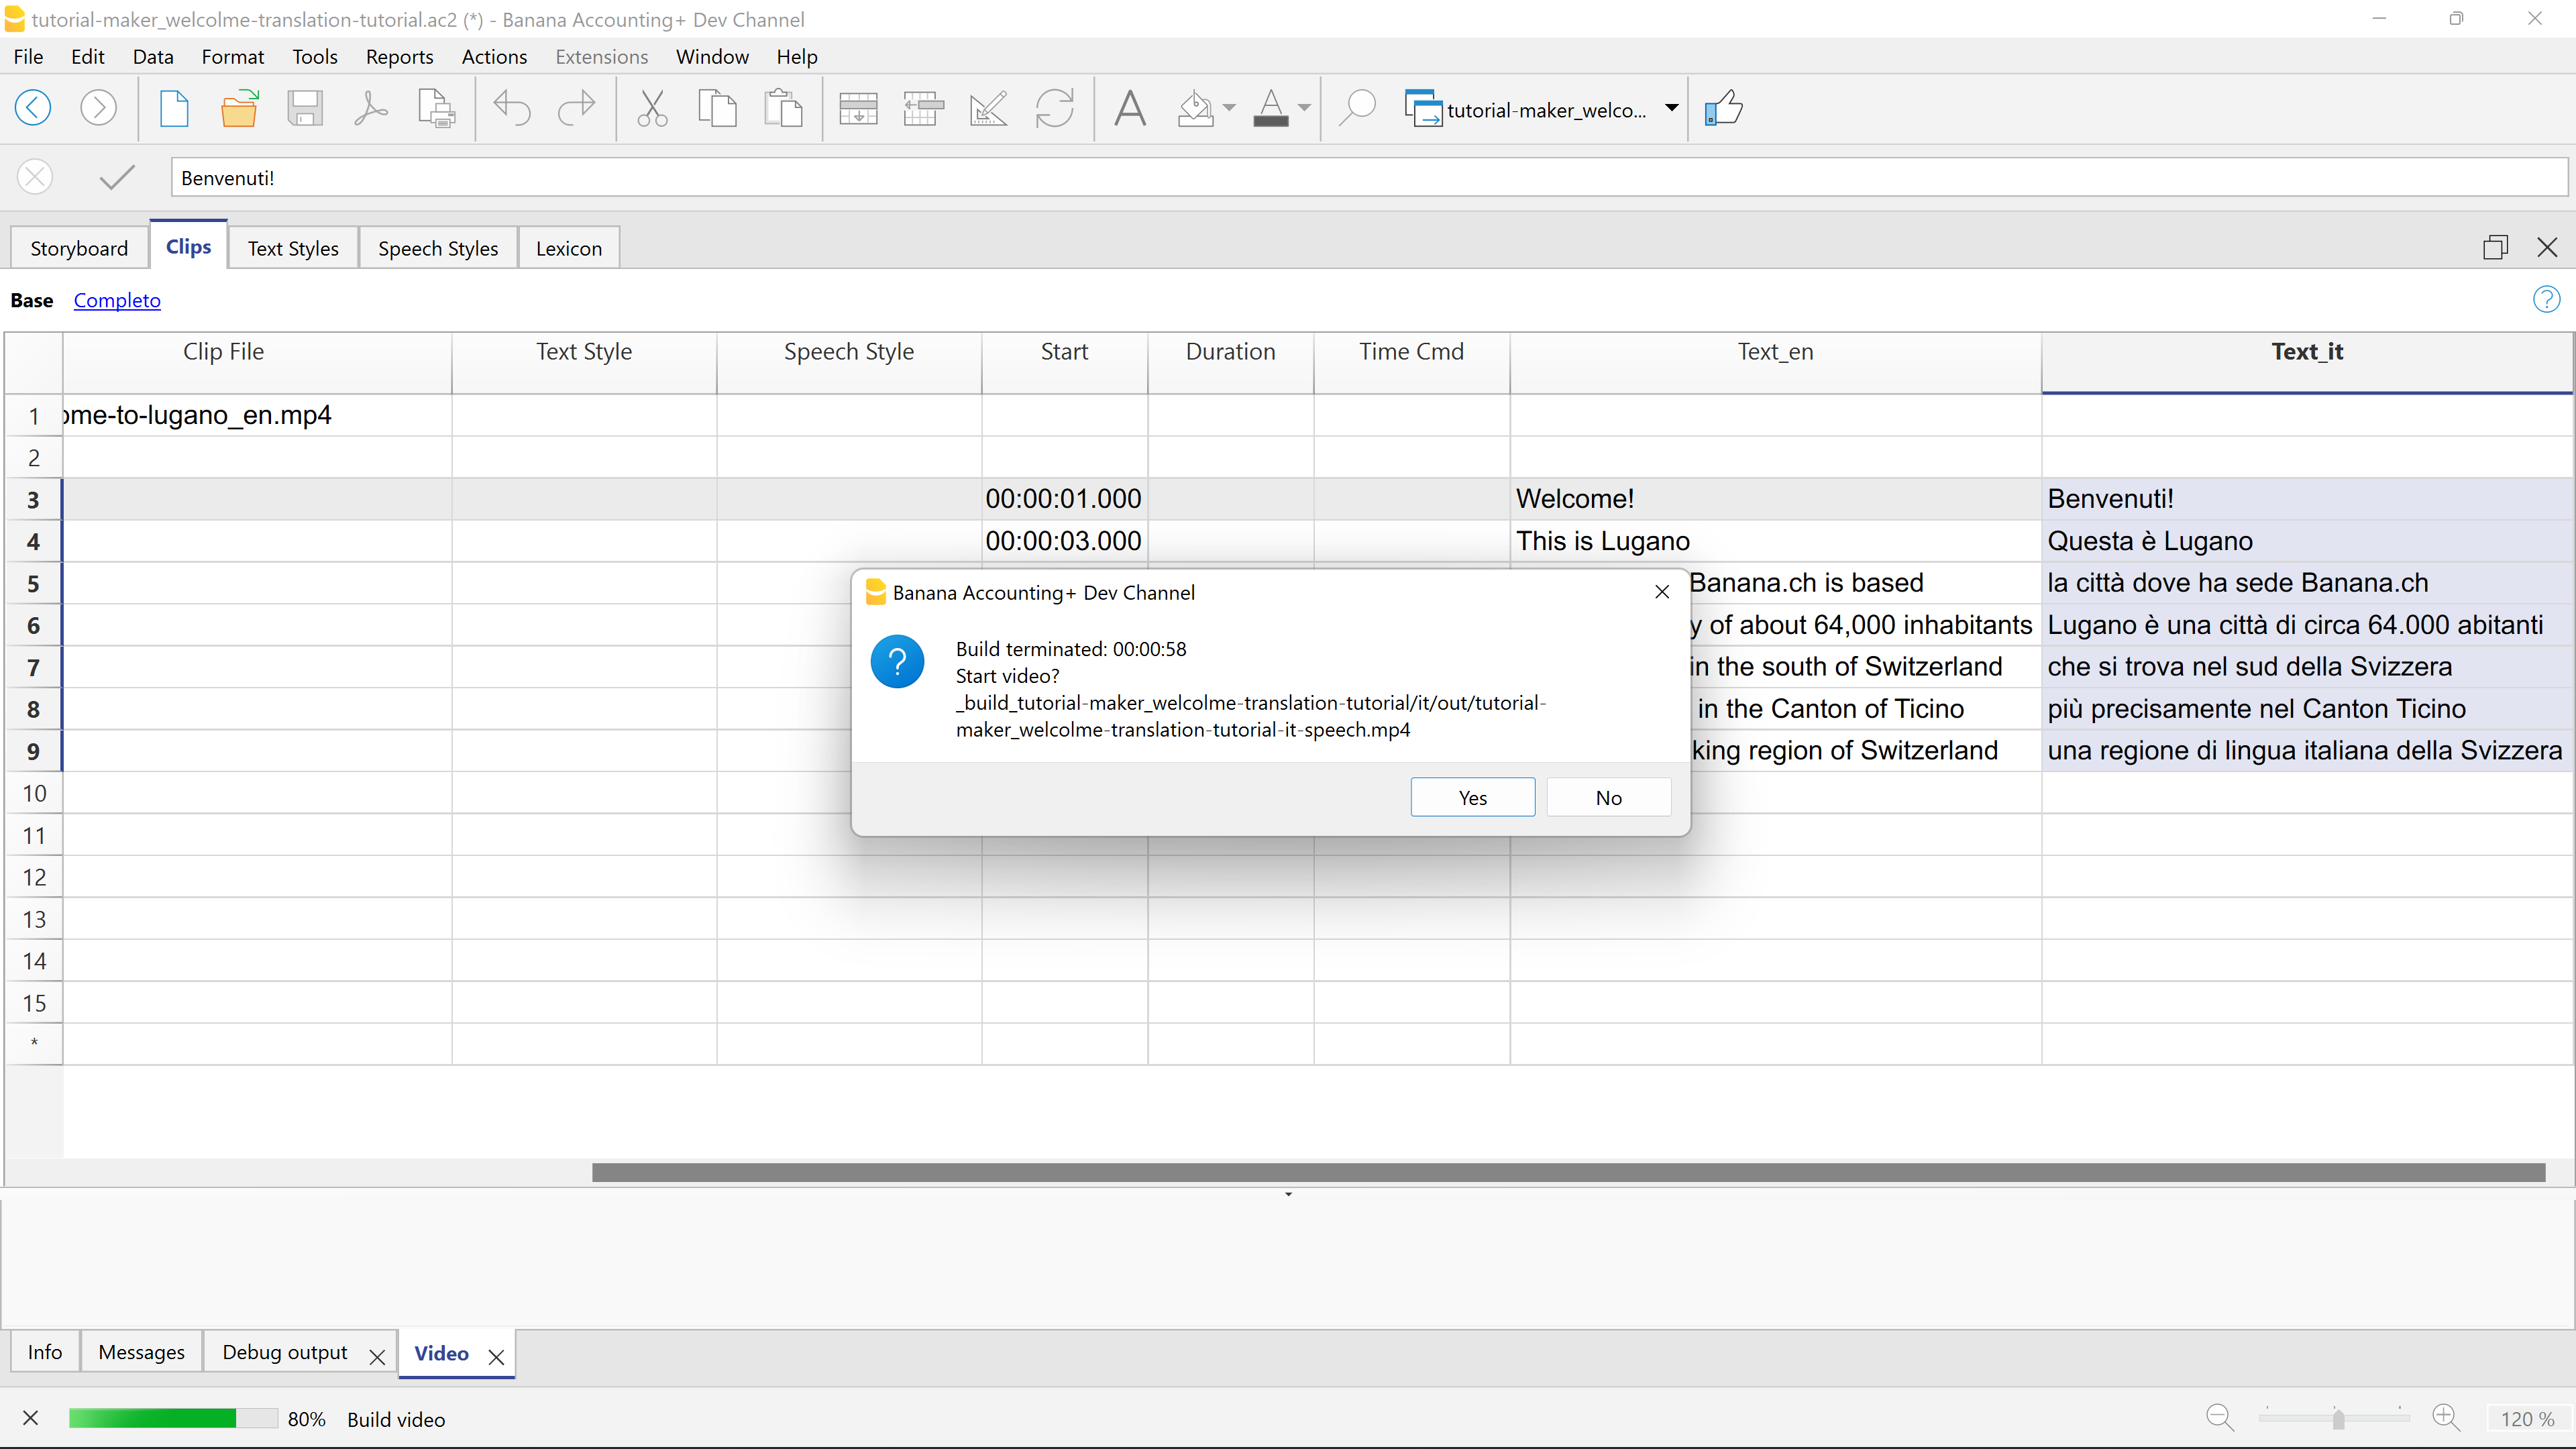 tutorial-maker_welcolme-translation-tutorial.ac2 (*) - Banana Accounting+ Dev Channel
File Edit Data Format Tools Reports Actions Extensions Window Help
tutorial-maker_welco...
Benvenuti!
Storyboard Clips Text Styles Speech Styles Lexicon
Base Completo
Clip File Text Style Speech Style Start Duration Time Cmd Text_en Text_it
1 ome-to-lugano_en.mp4
2
3 00:00:01.000 Welcome! Benvenuti!
4 00:00:03.000 This is Lugano Questa è Lugano
5 Banana.ch is based la città dove ha sede Banana.ch
6 y of about 64,000 inhabitants Lugano è una città di circa 64.000 abitanti
7 in the south of Switzerland che si trova nel sud della Svizzera
8 in the Canton of Ticino più precisamente nel Canton Ticino
9 king region of Switzerland una regione di lingua italiana della Svizzera
10
11
12
13
14
15
*
Banana Accounting+ Dev Channel
Build terminated: 00:00:58
Start video?
_build_tutorial-maker_welcolme-translation-tutorial/it/out/tutorial-
maker_welcolme-translation-tutorial-it-speech.mp4
Yes No
Info Messages Debug output Video
80% Build video
120 %